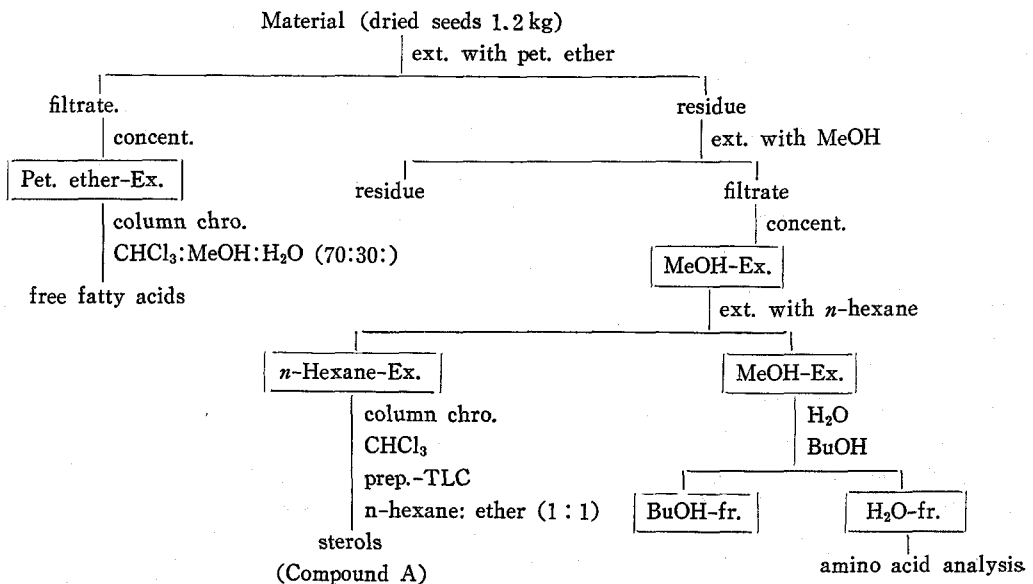 Material (dried seeds 1.2 kg)
ext. with pet. ether
filtrate.
residue
concent.
ext. with MeOH
Pet. ether-Ex.
residue
filtrate
column chro.
concent.
CHCl₃:MeOH:H₂O (70:30:)
MeOH-Ex.
free fatty acids
ext. with n-hexane
n-Hexane-Ex.
MeOH-Ex.
column chro.
H₂O
CHCl₃
BuOH
prep.-TLC
n-hexane: ether (1 : 1)
BuOH-fr.
H₂O-fr.
sterols
(Compound A)
amino acid analysis